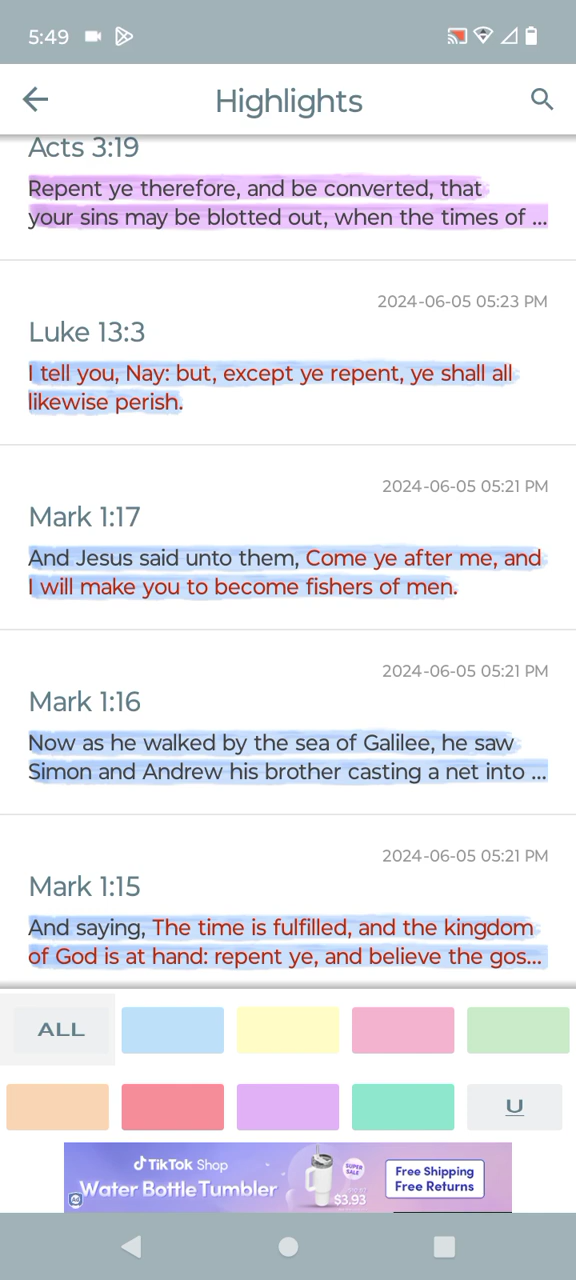 5:49
Highlights
Acts 3:19
Repent ye therefore, and be converted, that
your sins may be blotted out, when the times of ...
2024-06-05 05:23 PM
Luke 13:3
I tell you, Nay: but, except ye repent, ye shall all
likewise perish.
2024-06-05 05:21 PM
Mark 1:17
And Jesus said unto them, Come ye after me, and
I will make you to become fishers of men.
2024-06-05 05:21 PM
Mark 1:16
Now as he walked by the sea of Galilee, he saw
Simon and Andrew his brother casting a net into ...
2024-06-05 05:21 PM
Mark 1:15
And saying, The time is fulfilled, and the kingdom
of God is at hand: repent ye, and believe the gos...
ALL
U
TikTok Shop
Water Bottle Tumbler
SUPER
SALE
$3.93
Free Shipping
Free Returns
Ad